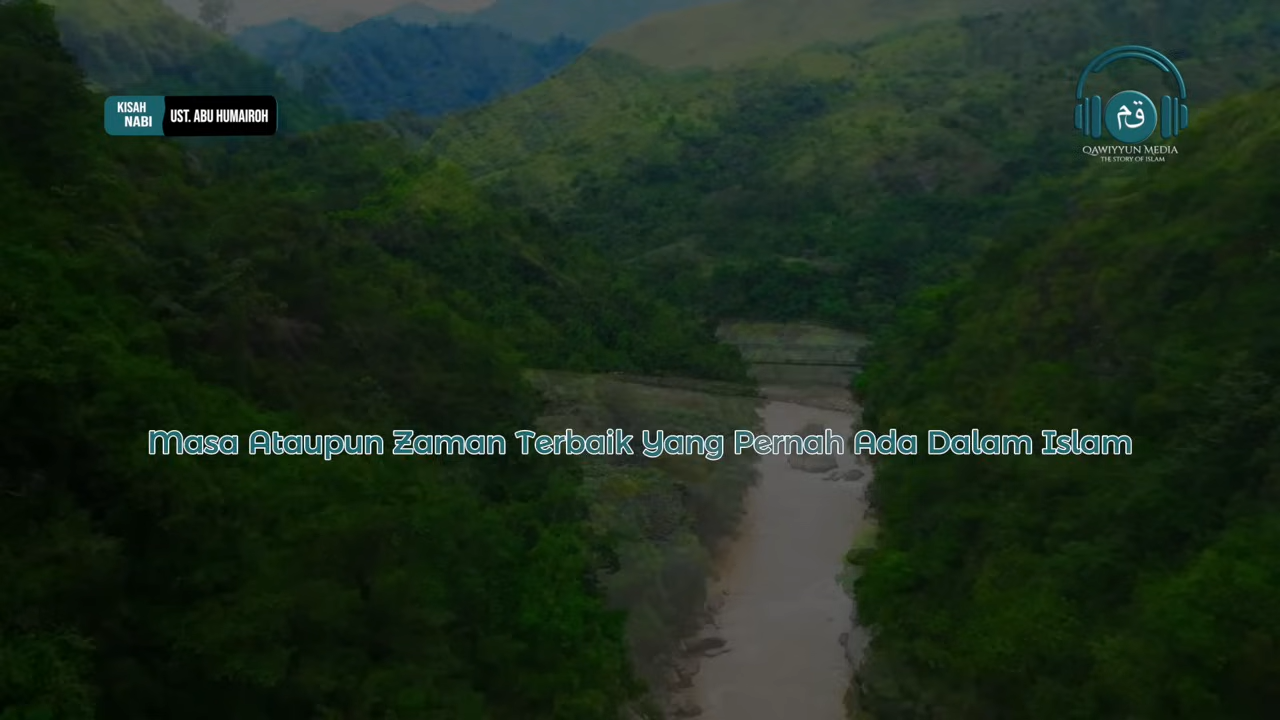 KISAH
NABI
UST. ABU HUMAIROH
قم
QAWIYYUN MEDIA
THE STORY OF ISLAM
Masa Ataupun Zaman Terbaik Yang Pernah Ada Dalam Islam